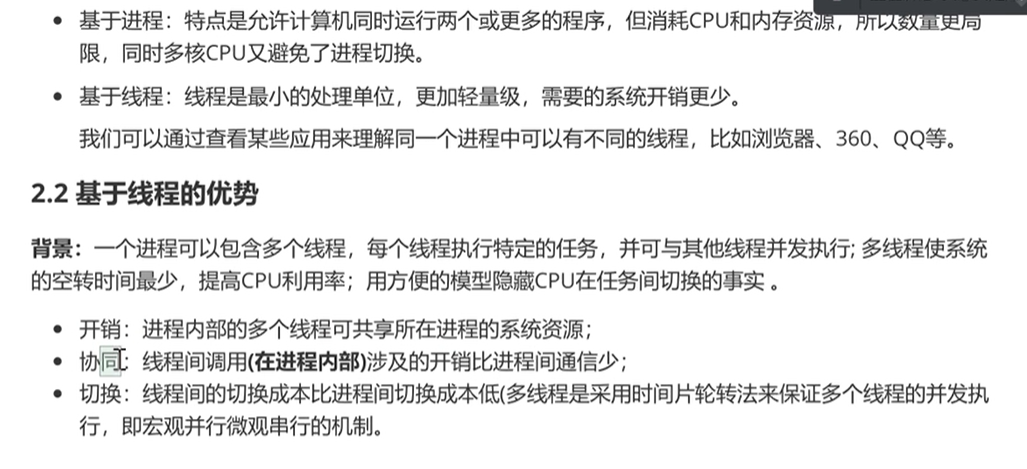 基于进程：特点是允许计算机同时运行两个或更多的程序，但消耗CPU和内存资源，所以数量更局
限，同时多核CPU又避免了进程切换。
基于线程：线程是最小的处理单位，更加轻量级，需要的系统开销更少。
我们可以通过查看某些应用来理解同一个进程中可以有不同的线程，比如浏览器、360、QQ等。
2.2 基于线程的优势
背景：一个进程可以包含多个线程，每个线程执行特定的任务，并可与其他线程并发执行; 多线程使系统
的空转时间最少，提高CPU利用率；用方便的模型隐藏CPU在任务间切换的事实 。
开销：进程内部的多个线程可共享所在进程的系统资源；
协同：线程间调用(在进程内部)涉及的开销比进程间通信少；
切换：线程间的切换成本比进程间切换成本低(多线程是采用时间片轮转法来保证多个线程的并发执
行，即宏观并行微观串行的机制。